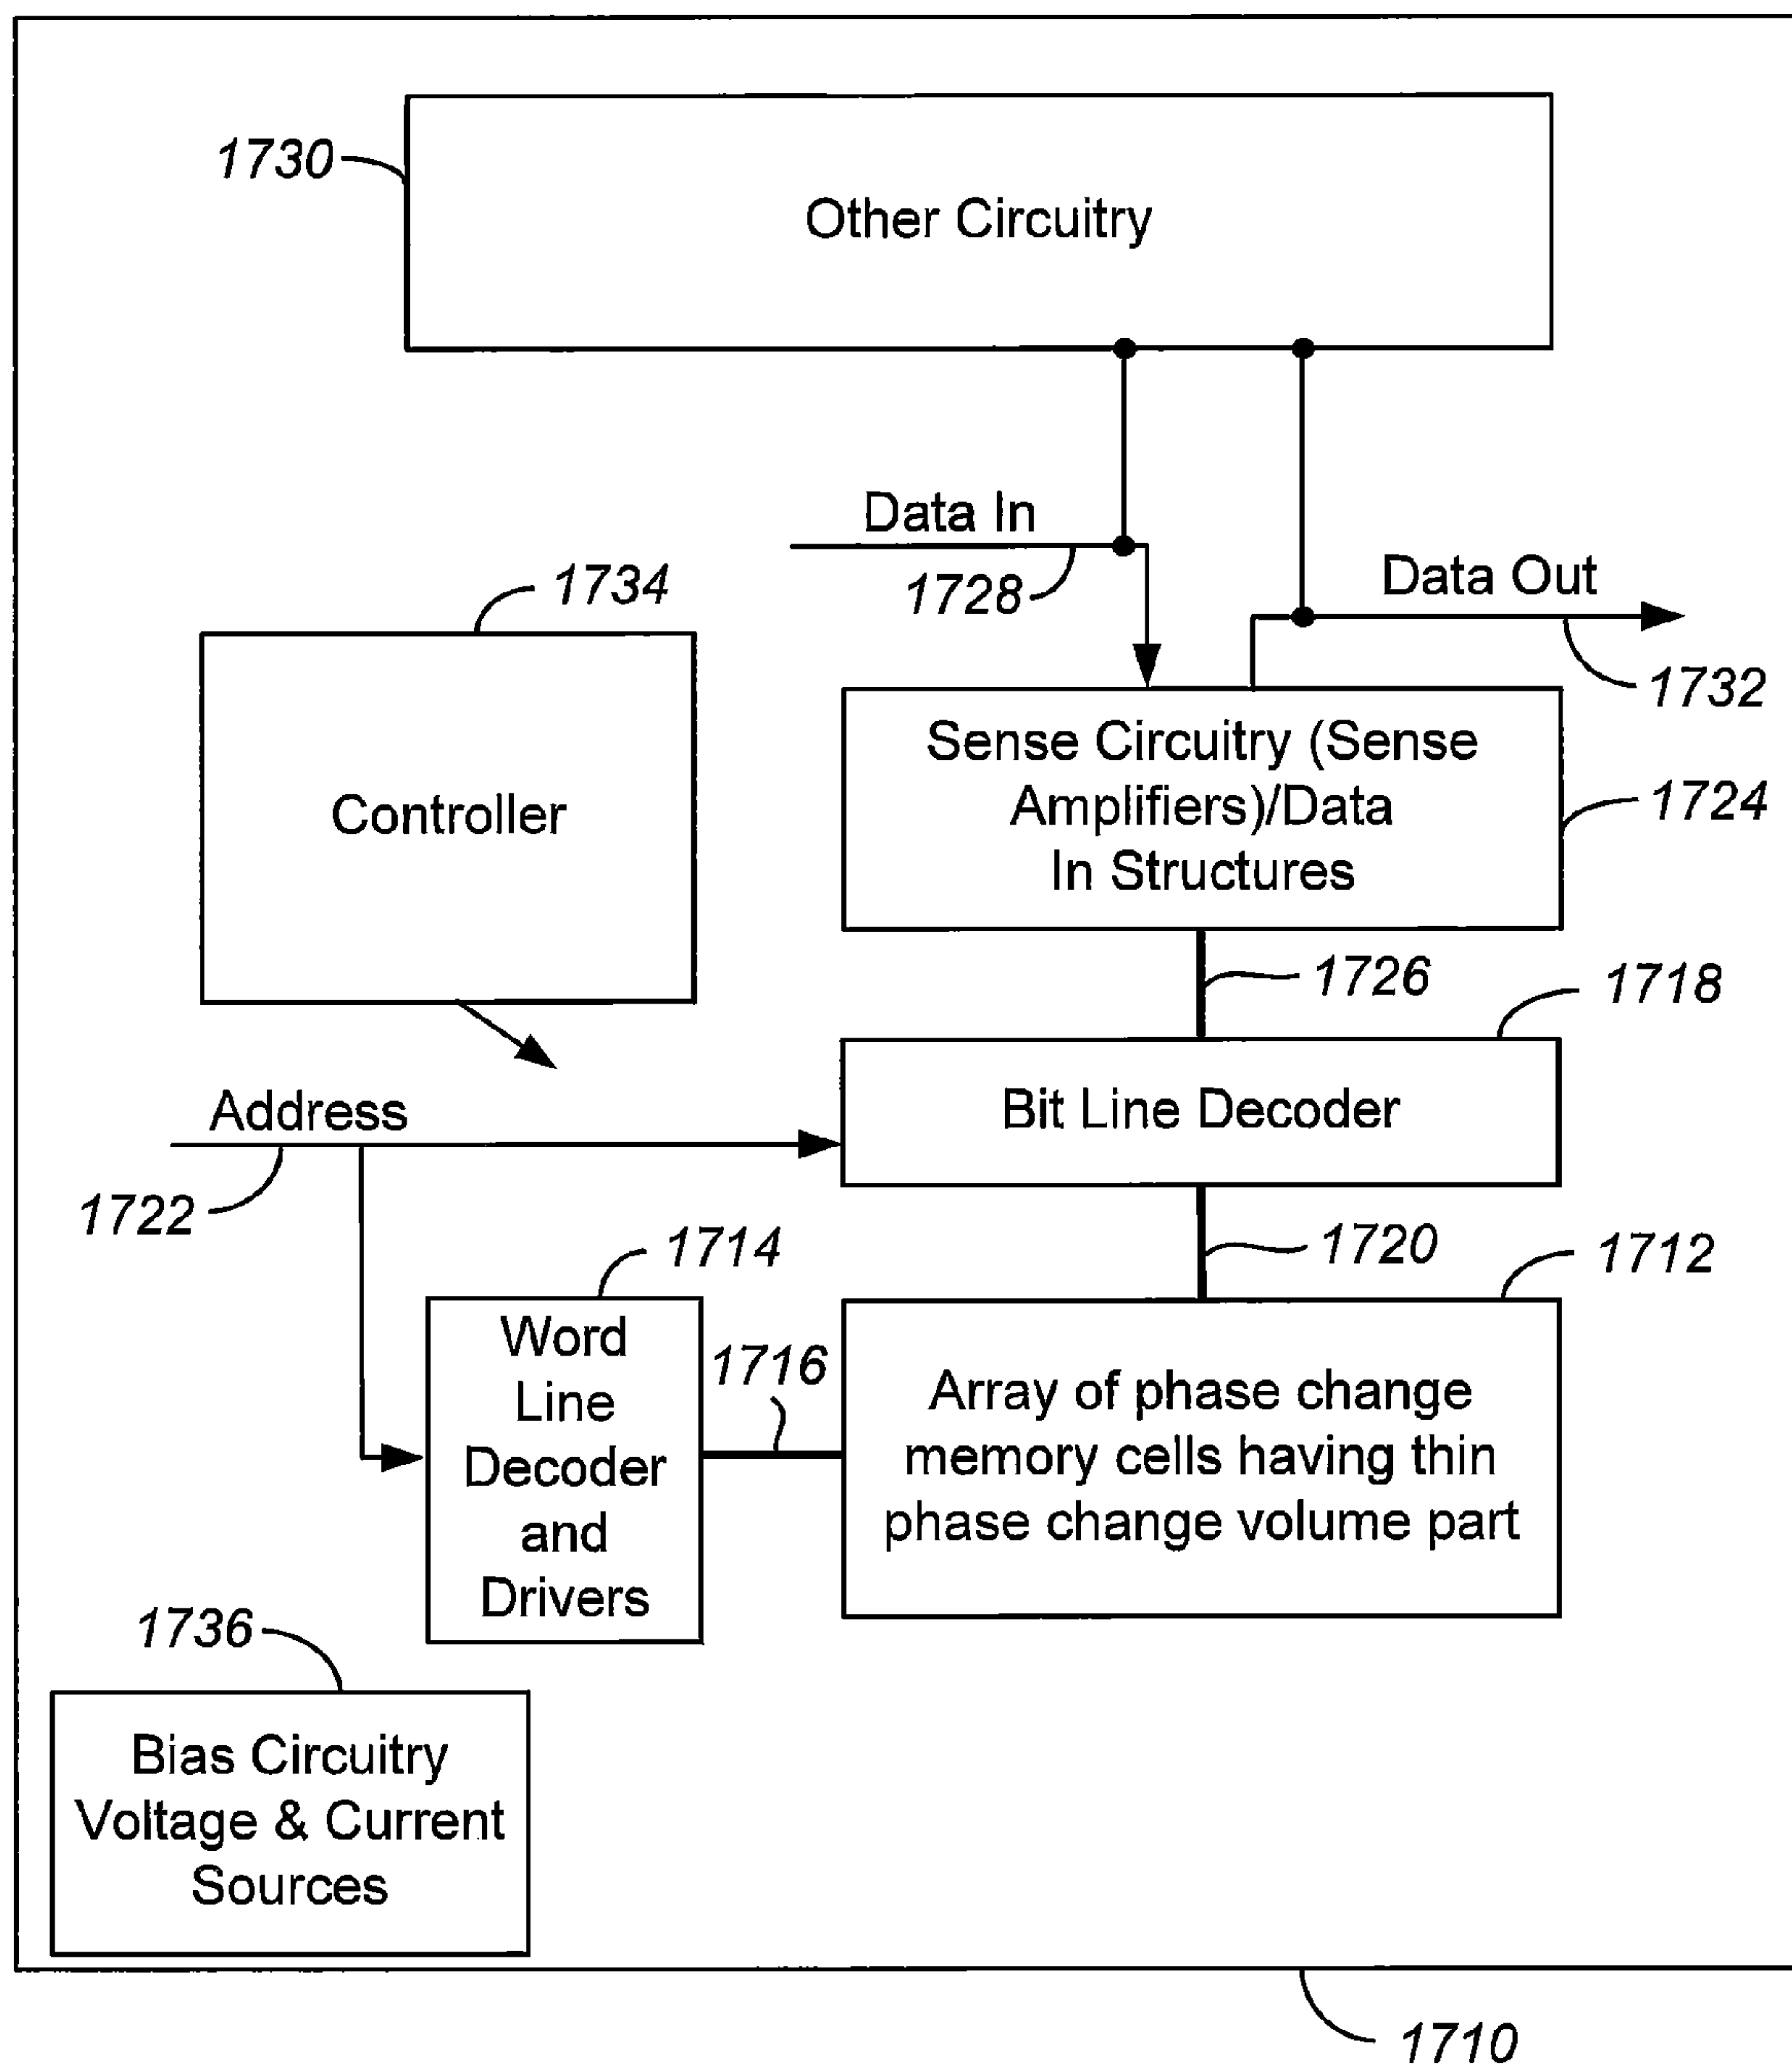 1730
Other Circuitry
Data In
1728
1734
Data Out
1732
Controller
Sense Circuitry (Sense
Amplifiers)/Data
In Structures
1724
1726
1718
Address
Bit Line Decoder
1722
1714
1720
1712
Word
Line
Decoder
and
Drivers
1716
Array of phase change
memory cells having thin
phase change volume part
1736
Bias Circuitry
Voltage & Current
Sources
1710